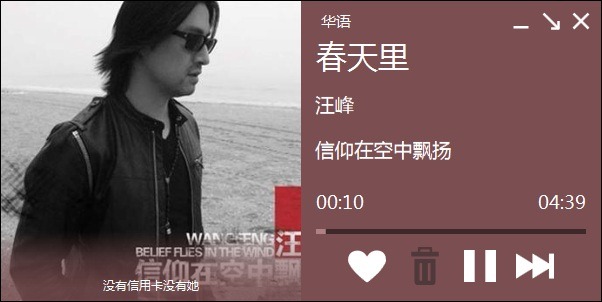 华语
春天里
汪峰
信仰在空中飘扬
00:10
04:39
WANGFENG
汪
BELIEF FLIES IN THE WIND
信仰在空中飘
没有信用卡没有她